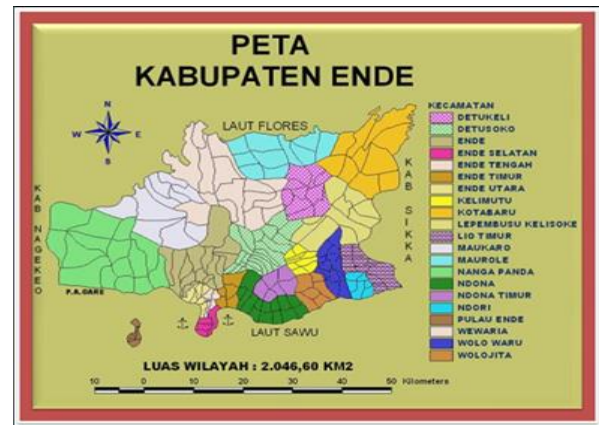 PETA
KABUPATEN ENDE
N
W
E
S
LAUT FLORES
KAB NAGEKEO
KAB SIKKA
P.R.GARE
LAUT SAWU
KECAMATAN
DETUKELI
DETUSOKO
ENDE
ENDE SELATAN
ENDE TENGAH
ENDE TIMUR
ENDE UTARA
KELIMUTU
KOTABARU
LEPEMBUSU KELISOKE
LIO TIMUR
MAUKARO
MAUROLE
NANGA PANDA
NDONA
NDONA TIMUR
NDORI
PULAU ENDE
WEWARIA
WOLO WARU
WOLOJITA
LUAS WILAYAH : 2.046,60 KM2
10 0 10 20 30 40 50 Kilometers